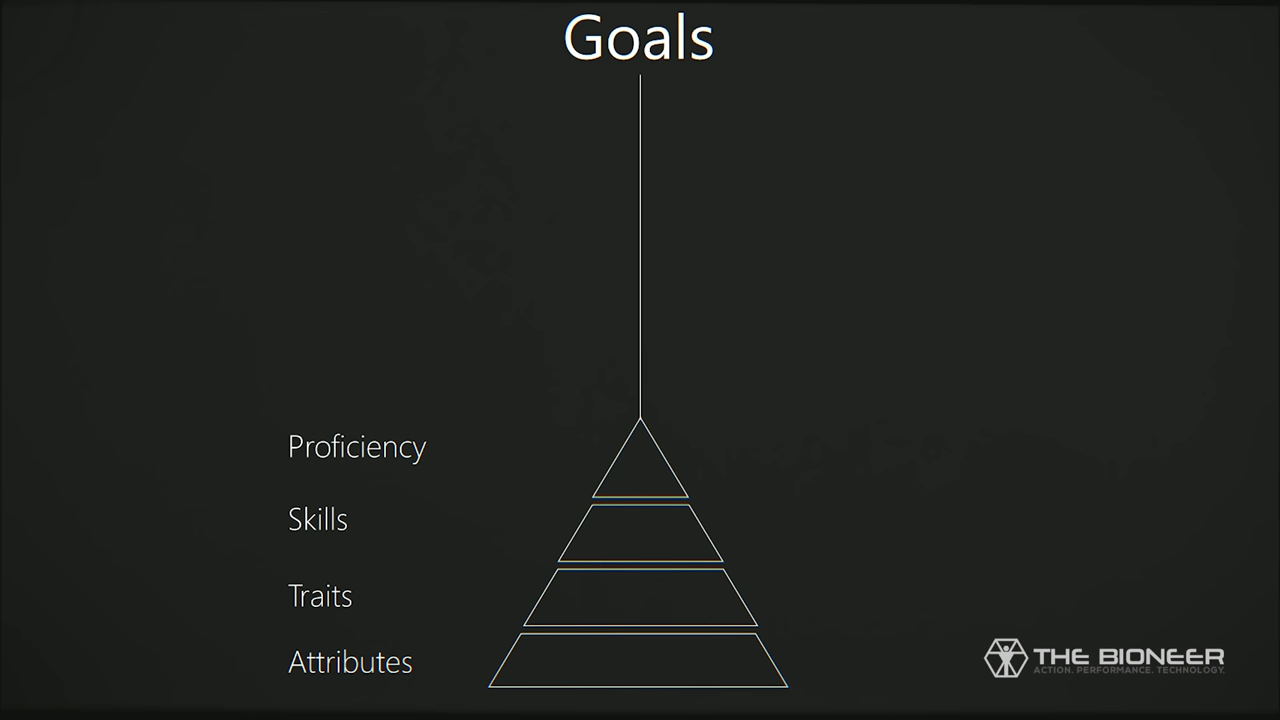 Goals
Proficiency
Skills
Traits
Attributes
THE BIONEER
ACTION. PERFORMANCE. TECHNOLOGY.